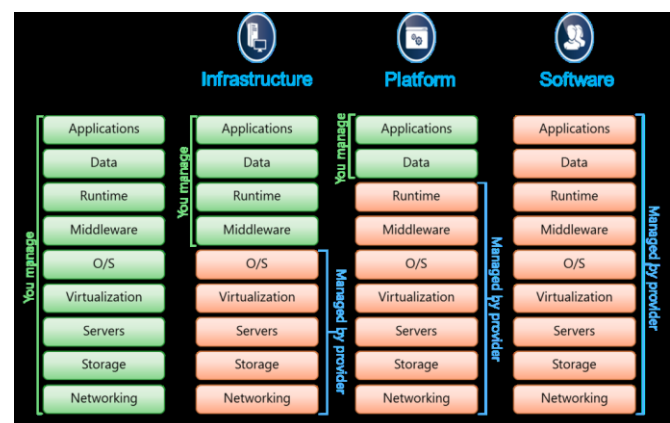 Infrastructure Platform Software
Applications Applications Applications Applications
Data Data Data Data
Runtime Runtime Runtime Runtime
Middleware Middleware Middleware Middleware
O/S O/S O/S O/S
Virtualization Virtualization Virtualization Virtualization
Servers Servers Servers Servers
Storage Storage Storage Storage
Networking Networking Networking Networking
You manage
You manage
Managed by provider
You manage
Managed by provider
Managed by provider